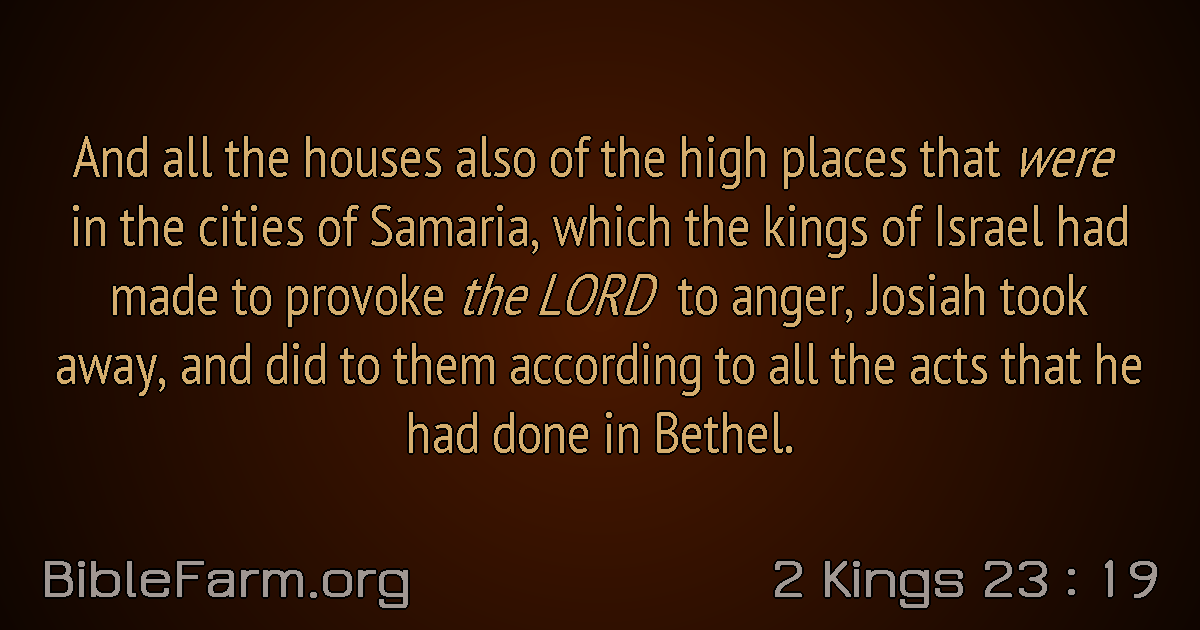 And all the houses also of the high places that were
in the cities of Samaria, which the kings of Israel had
made to provoke the LORD to anger, Josiah took
away, and did to them according to all the acts that he
had done in Bethel.
BibleFarm.org
2 Kings 23 : 19